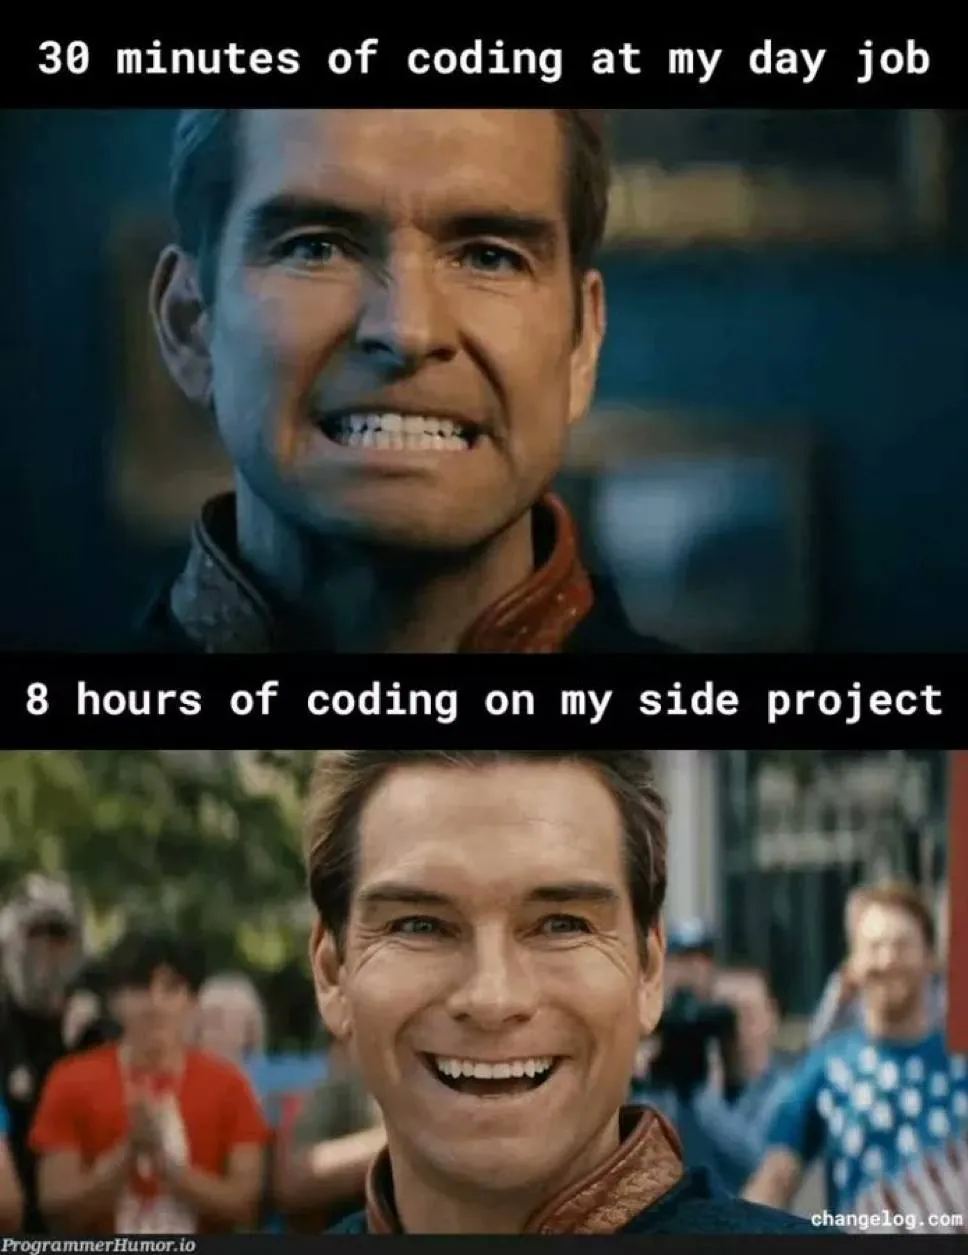 30 minutes of coding at my day job
8 hours of coding on my side project
changelog.com
ProgrammerHumor.io